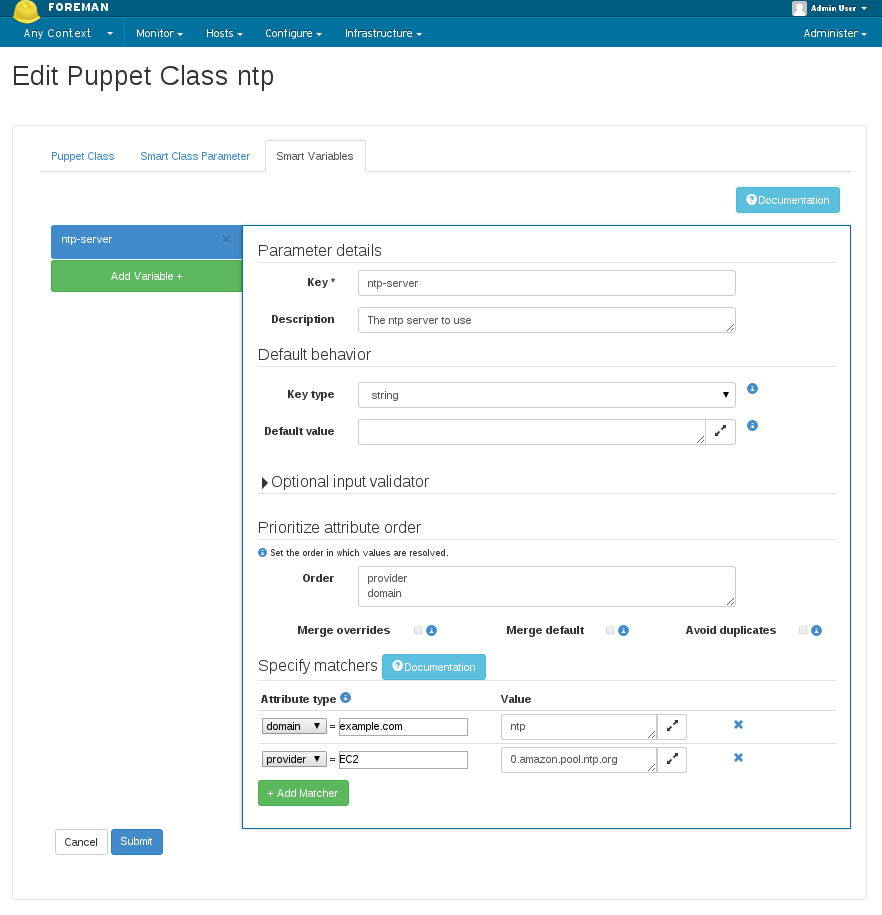 FOREMAN
Admin User
Any Context
Monitor
Hosts
Configure
Infrastructure
Administer
Edit Puppet Class ntp
Puppet Class
Smart Class Parameter
Smart Variables
Documentation
ntp-server
Add Variable +
Parameter details
Key *
ntp-server
Description
The ntp server to use
Default behavior
Key type
string
Default value
Optional input validator
Prioritize attribute order
Set the order in which values are resolved.
Order
provider
domain
Merge overrides
Merge default
Avoid duplicates
Specify matchers
Documentation
Attribute type
Value
domain = example.com
ntp
provider = EC2
0.amazon.pool.ntp.org
+ Add Matcher
Cancel
Submit